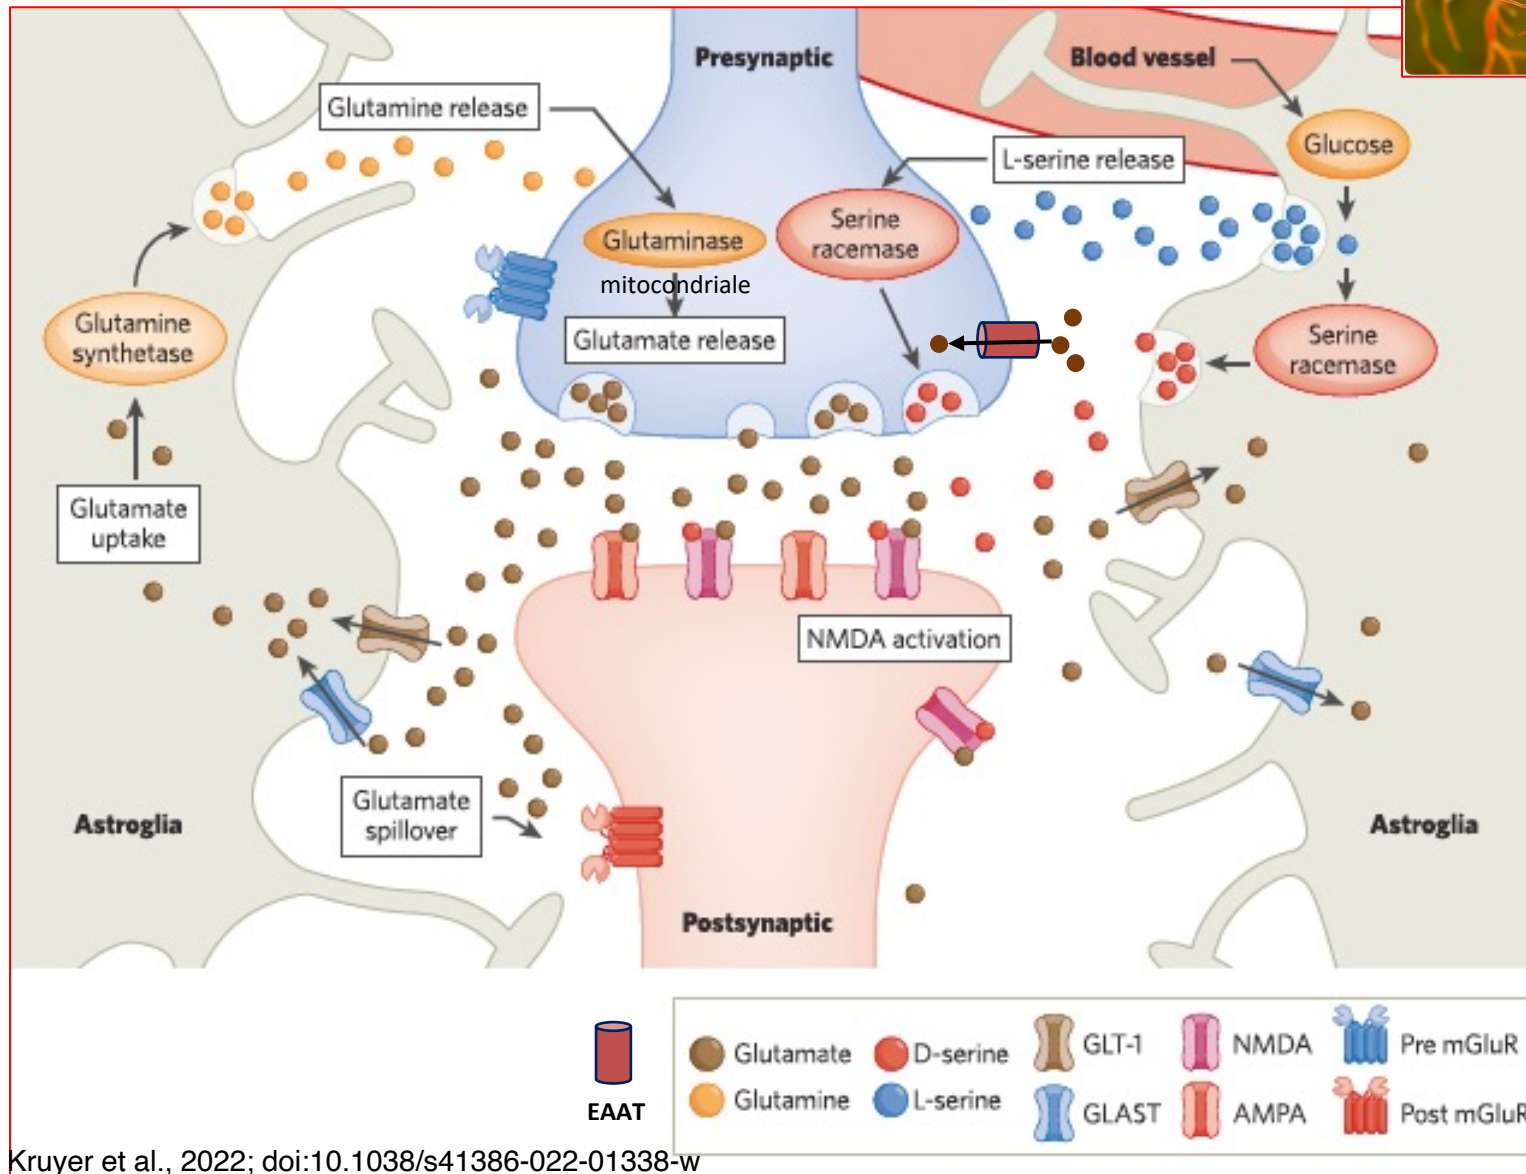 Presynaptic
Blood vessel
Glutamine release
Glucose
L-serine release
Glutaminase
mitocondriale
Serine
racemase
Glutamate release
Glutamine
synthetase
Serine
racemase
Glutamate
uptake
NMDA activation
Glutamate
spillover
Astroglia
Astroglia
Postsynaptic
EAAT
Glutamate
D-serine
GLT-1
NMDA
Pre mGluR
Glutamine
L-serine
GLAST
AMPA
Post mGluR
Kruyer et al., 2022; doi:10.1038/s41386-022-01338-w